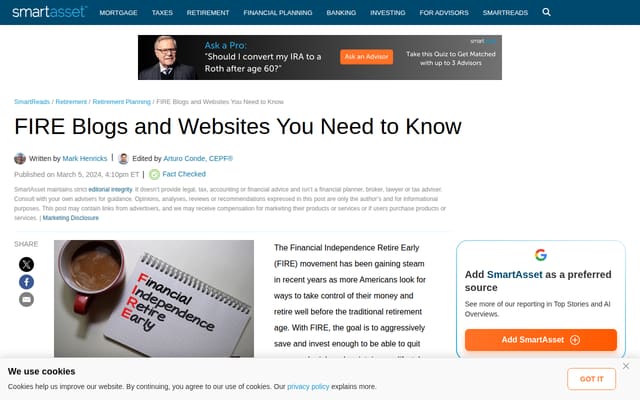 smartasset
MORTGAGE TAXES RETIREMENT FINANCIAL PLANNING BANKING INVESTING FOR ADVISORS SMARTREADS
Ask a Pro:
"Should I convert my IRA to a
Roth after age 60?"
Ask an Advisor
smartasset
Take this Quiz to Get Matched
with up to 3 Advisors
SmartReads / Retirement / Retirement Planning / FIRE Blogs and Websites You Need to Know
FIRE Blogs and Websites You Need to Know
Written by Mark Henricks | Edited by Arturo Conde, CEPF®
Published on March 5, 2024, 4:10pm ET | Fact Checked
SmartAsset maintains strict editorial integrity. It doesn't provide legal, tax, accounting or financial advice and isn't a financial planner, broker, lawyer or tax adviser.
Consult with your own advisers for guidance. Opinions, analyses, reviews or recommendations expressed in this post are only the author's and for informational
purposes. This post may contain links from advertisers, and we may receive compensation for marketing their products or services or if users purchase products or
services. | Marketing Disclosure
SHARE
Financial
Independence
Retire
Early
The Financial Independence Retire Early
(FIRE) movement has been gaining steam
in recent years as more Americans look for
ways to take control of their money and
retire well before the traditional retirement
age. With FIRE, the goal is to aggressively
save and invest enough to be able to quit
Add SmartAsset as a preferred
source
See more of our reporting in Top Stories and AI
Overviews.
Add SmartAsset
We use cookies
Cookies help us improve our website. By continuing, you agree to our use of cookies. Our privacy policy explains more.
GOT IT